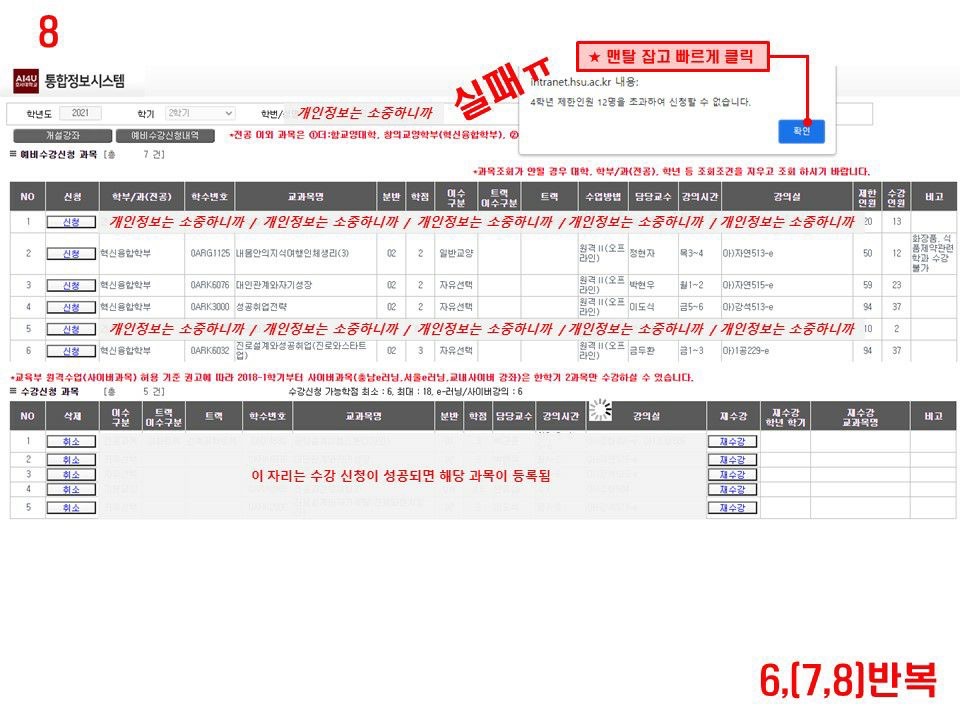 8
★ 맨탈 잡고 빠르게 클릭
실패ㅠ
AI4U
통합정보시스템
intranet.hsu.ac.kr 내용:
4학년 제한인원 12명을 초과하여 신청할 수 없습니다.
확인
학년도 2021 학기 2학기 학번/ 개인정보는 소중하니까
개설강좌 예비수강신청내역 *전공 이외 과목은 ①더:함교양대학, 창의교양학부(혁신융합학부), ②
예비수강신청 과목 [총 7 건]
*과목조회가 안될 경우 대학, 학부/과(전공), 학년 등 조회조건을 지우고 조회 하시기 바랍니다.
NO 신청 학부/과(전공) 학수번호 교과목명 분반 학점 이수구분 트랙이수구분 트랙 수업방법 담당교수 강의시간 강의실 제한인원 수강인원 비고
1 신청 개인정보는 소중하니까 / 개인정보는 소중하니까 / 개인정보는 소중하니까 / 개인정보는 소중하니까 / 개인정보는 소중하니까 20 13
2 신청 혁신융합학부 0ARG1125 내몸안의지식여행인체생리(3) 02 2 일반교양 원격II(오프라인) 정현자 목3~4 아)자연513-e 50 12 화장품, 식품제약관련학과 수강불가
3 신청 혁신융합학부 0ARK6076 대인관계와자기성장 02 2 자유선택 원격II(오프라인) 박현우 월1~2 아)자연515-e 59 23
4 신청 혁신융합학부 0ARK3000 성공취업전략 02 2 자유선택 원격II(오프라인) 이도식 금5~6 아)강석513-e 94 37
5 신청 개인정보는 소중하니까 / 개인정보는 소중하니까 / 개인정보는 소중하니까 / 개인정보는 소중하니까 / 개인정보는 소중하니까 10 2
6 신청 혁신융합학부 0ARK6032 진로설계와성공취업(진로와스타트업) 02 3 자유선택 원격II(오프라인) 금두환 금1~3 아)1공229-e 94 37
*교육부 원격수업(사이버과목) 허용 기준 권고에 따라 2018-1학기부터 사이버과목(충남e러닝,서울e러닝,교내사이버 강좌)은 한학기 2과목만 수강하실 수 있습니다.
수강신청 과목 [총 5 건] 수강신청 가능학점 최소 : 6, 최대 : 18, e-러닝/사이버강의 : 6
NO 삭제 이수구분 트랙이수구분 트랙 학수번호 교과목명 분반 학점 담당교수 강의시간 강의실 재수강 재수강학년 학기 재수강교과목명 비고
1 취소 재수강
2 취소 재수강
3 취소 이 자리는 수강 신청이 성공되면 해당 과목이 등록됨 재수강
4 취소 재수강
5 취소 재수강
6,(7,8)반복